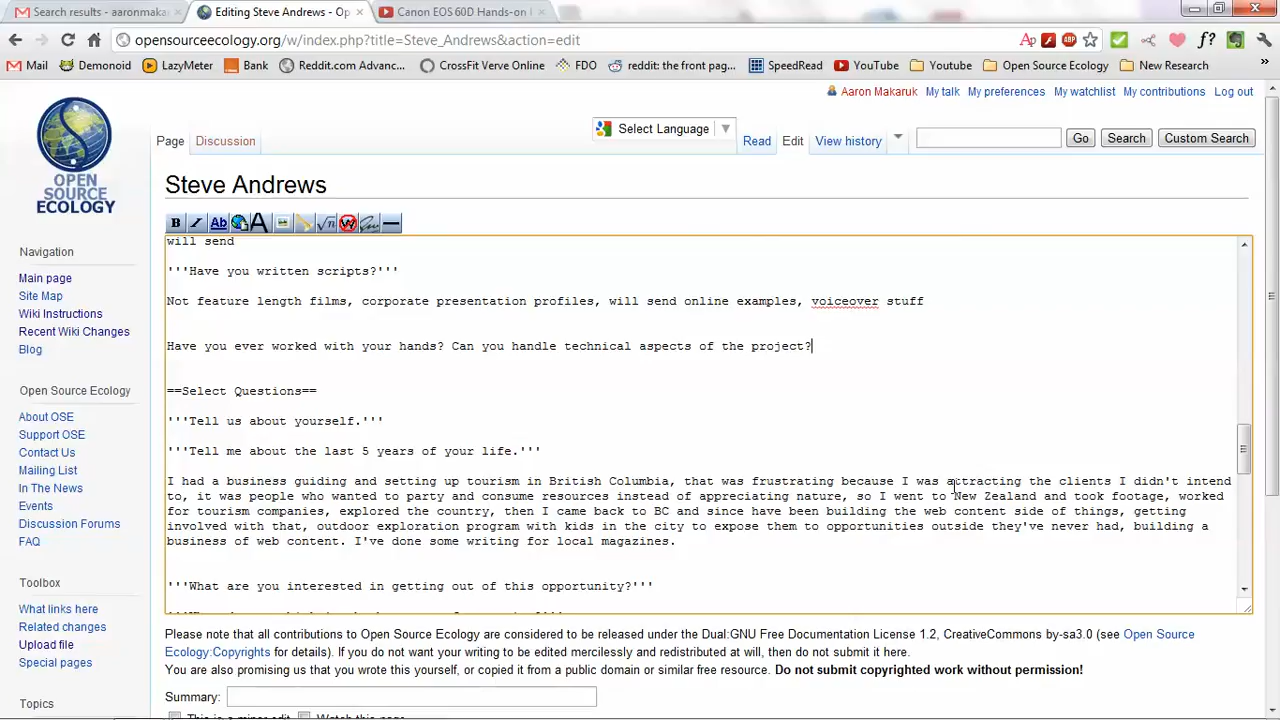 Search results - aaronmaka
Editing Steve Andrews - Op
Canon EOS 60D Hands-on
opensourceecology.org/w/index.php?title=Steve_Andrews&action=edit
Mail Demonoid LazyMeter Bank Reddit.com Advanc... CrossFit Verve Online FDO reddit: the front pag... SpeedRead YouTube Youtube Open Source Ecology New Research
Aaron Makaruk My talk My preferences My watchlist My contributions Log out
Select Language
Page Discussion Read Edit View history Go Search Custom Search
OPEN
SOURCE
ECOLOGY
Steve Andrews
Navigation
Main page
Site Map
Wiki Instructions
Recent Wiki Changes
Blog
Open Source Ecology
About OSE
Support OSE
Contact Us
Mailing List
In The News
Events
Discussion Forums
FAQ
Toolbox
What links here
Related changes
Upload file
Special pages
Topics
will send
'''Have you written scripts?'''
Not feature length films, corporate presentation profiles, will send online examples, voiceover stuff
Have you ever worked with your hands? Can you handle technical aspects of the project?
==Select Questions==
'''Tell us about yourself.'''
'''Tell me about the last 5 years of your life.'''
I had a business guiding and setting up tourism in British Columbia, that was frustrating because I was attracting the clients I didn't intend
to, it was people who wanted to party and consume resources instead of appreciating nature, so I went to New Zealand and took footage, worked
for tourism companies, explored the country, then I came back to BC and since have been building the web content side of things, getting
involved with that, outdoor exploration program with kids in the city to expose them to opportunities outside they've never had, building a
business of web content. I've done some writing for local magazines.
'''What are you interested in getting out of this opportunity?'''
Please note that all contributions to Open Source Ecology are considered to be released under the Dual:GNU Free Documentation License 1.2, CreativeCommons by-sa3.0 (see Open Source
Ecology:Copyrights for details). If you do not want your writing to be edited mercilessly and redistributed at will, then do not submit it here.
You are also promising us that you wrote this yourself, or copied it from a public domain or similar free resource. Do not submit copyrighted work without permission!
Summary:
This is a minor edit Watch this page